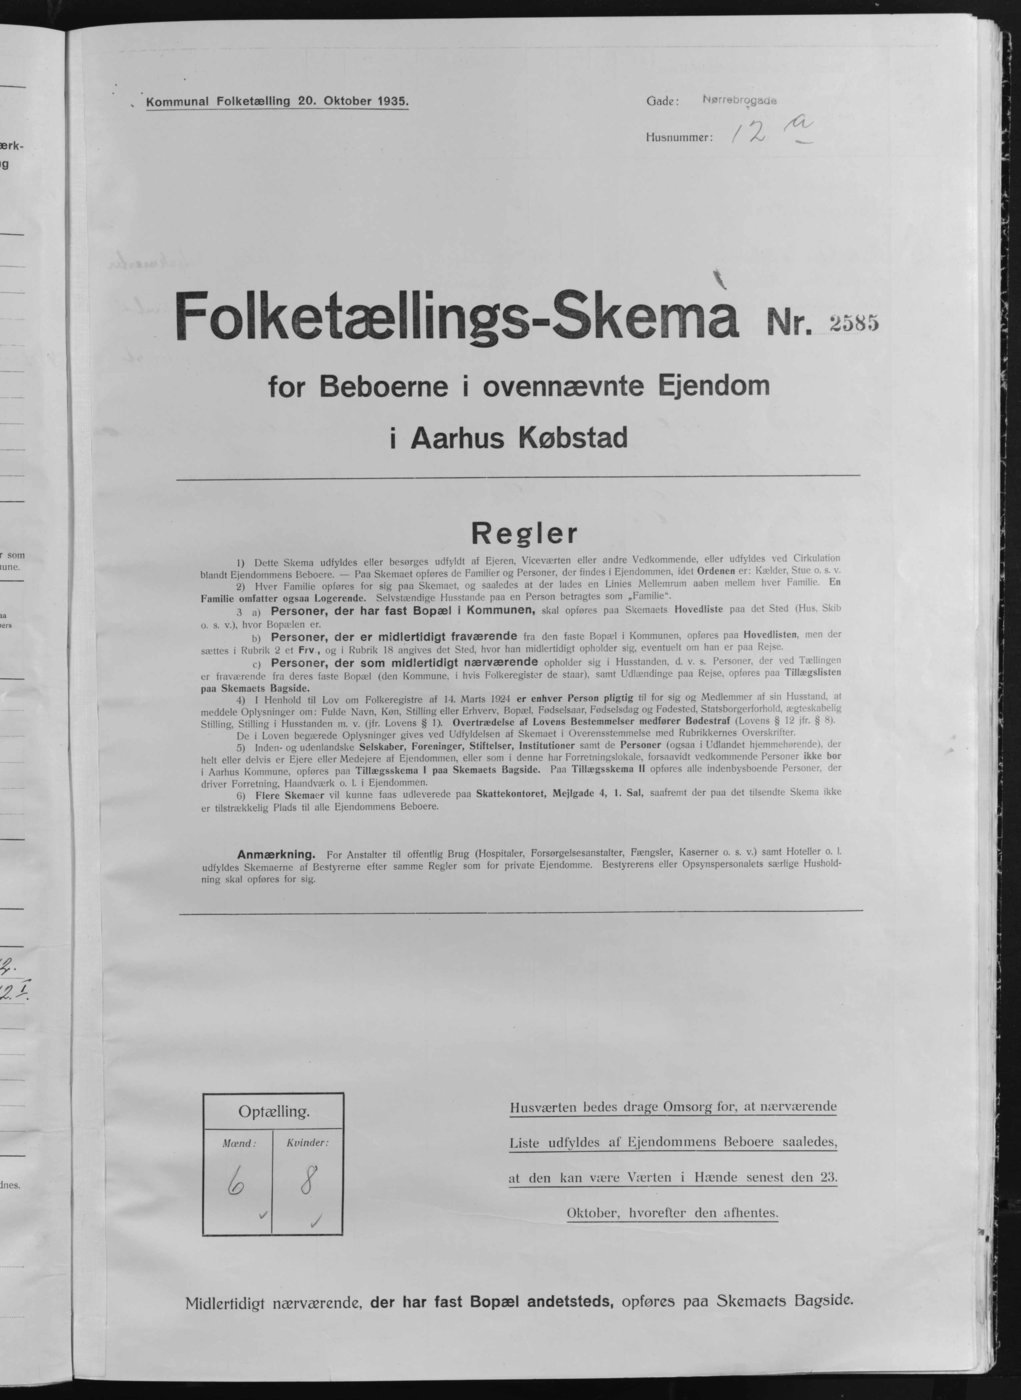 Kommunal Folketælling 20. Oktober 1935.
Gade: Nørrebrogade
Husnummer: 12 a
Folketællings-Skema Nr. 2585
for Beboerne i ovennævnte Ejendom
i Aarhus Købstad
Regler
1) Dette Skema udfyldes eller besørges udfyldt af Ejeren, Viceværten eller andre Vedkommende, eller udfyldes ved Cirkulation
blandt Ejendommens Beboere. — Paa Skemaet opføres de Familier og Personer, der findes i Ejendommen, idet Ordenen er: Kælder, Stue o. s. v.
2) Hver Familie opføres for sig paa Skemaet, og saaledes at der lades en Linies Mellemrum aaben mellem hver Familie. En
Familie omfatter ogsaa Logerende. Selvstændige Husstande paa en Person betragtes som „Familie“.
3 a) Personer, der har fast Bopæl i Kommunen, skal opføres paa Skemaets Hovedliste paa det Sted (Hus, Skib
o. s. v.), hvor Bopælen er.
b) Personer, der er midlertidigt fraværende fra den faste Bopæl i Kommunen, opføres paa Hovedlisten, men der
sættes i Rubrik 2 et Frv., og i Rubrik 18 angives det Sted, hvor han midlertidigt opholder sig, eventuelt om han er paa Rejse.
c) Personer, der som midlertidigt nærværende opholder sig i Husstanden, d. v. s. Personer, der ved Tællingen
er fraværende fra deres faste Bopæl (den Kommune, i hvis Folkeregister de staar), samt Udlændinge paa Rejse, opføres paa Tillægslisten
paa Skemaets Bagside.
4) I Henhold til Lov om Folkeregistre af 14. Marts 1924 er enhver Person pligtig til for sig og Medlemmer af sin Husstand, at
meddele Oplysninger om: Fulde Navn, Køn, Stilling eller Erhverv, Bopæl, Fødselsaar, Fødselsdag og Fødested, Statsborgerforhold, ægteskabelig
Stilling, Stilling i Husstanden m. v. (jfr. Lovens § 1). Overtrædelse af Lovens Bestemmelser medfører Bødestraf (Lovens § 12 jfr. § 8).
De i Loven begærede Oplysninger gives ved Udfyldelsen af Skemaet i Overensstemmelse med Rubrikkernes Overskrifter.
5) Inden- og udenlandske Selskaber, Foreninger, Stiftelser, Institutioner samt de Personer (ogsaa i Udlandet hjemmehørende), der
helt eller delvis er Ejere eller Medejere af Ejendommen, eller som i denne har Forretningslokale, forsaavidt vedkommende Personer ikke bor
i Aarhus Kommune, opføres paa Tillægsskema I paa Skemaets Bagside. Paa Tillægsskema II opføres alle indenbysboende Personer, der
driver Forretning, Haandværk o. l. i Ejendommen.
6) Flere Skemaer vil kunne faas udleverede paa Skattekontoret, Mejlgade 4, 1. Sal, saafremt der paa det tilsendte Skema ikke
er tilstrækkelig Plads til alle Ejendommens Beboere.
Anmærkning. For Anstalter til offentlig Brug (Hospitaler, Forsørgelsesanstalter, Fængsler, Kaserner o. s. v.) samt Hoteller o. l.
udfyldes Skemaerne af Bestyrerne efter samme Regler som for private Ejendomme. Bestyrerens eller Opsynspersonalets særlige Hushold-
ning skal opføres for sig.
Optælling.
Mænd: Kvinder:
6 8
Husværten bedes drage Omsorg for, at nærværende
Liste udfyldes af Ejendommens Beboere saaledes,
at den kan være Værten i Hænde senest den 23.
Oktober, hvorefter den afhentes.
Midlertidigt nærværende, der har fast Bopæl andetsteds, opføres paa Skemaets Bagside.